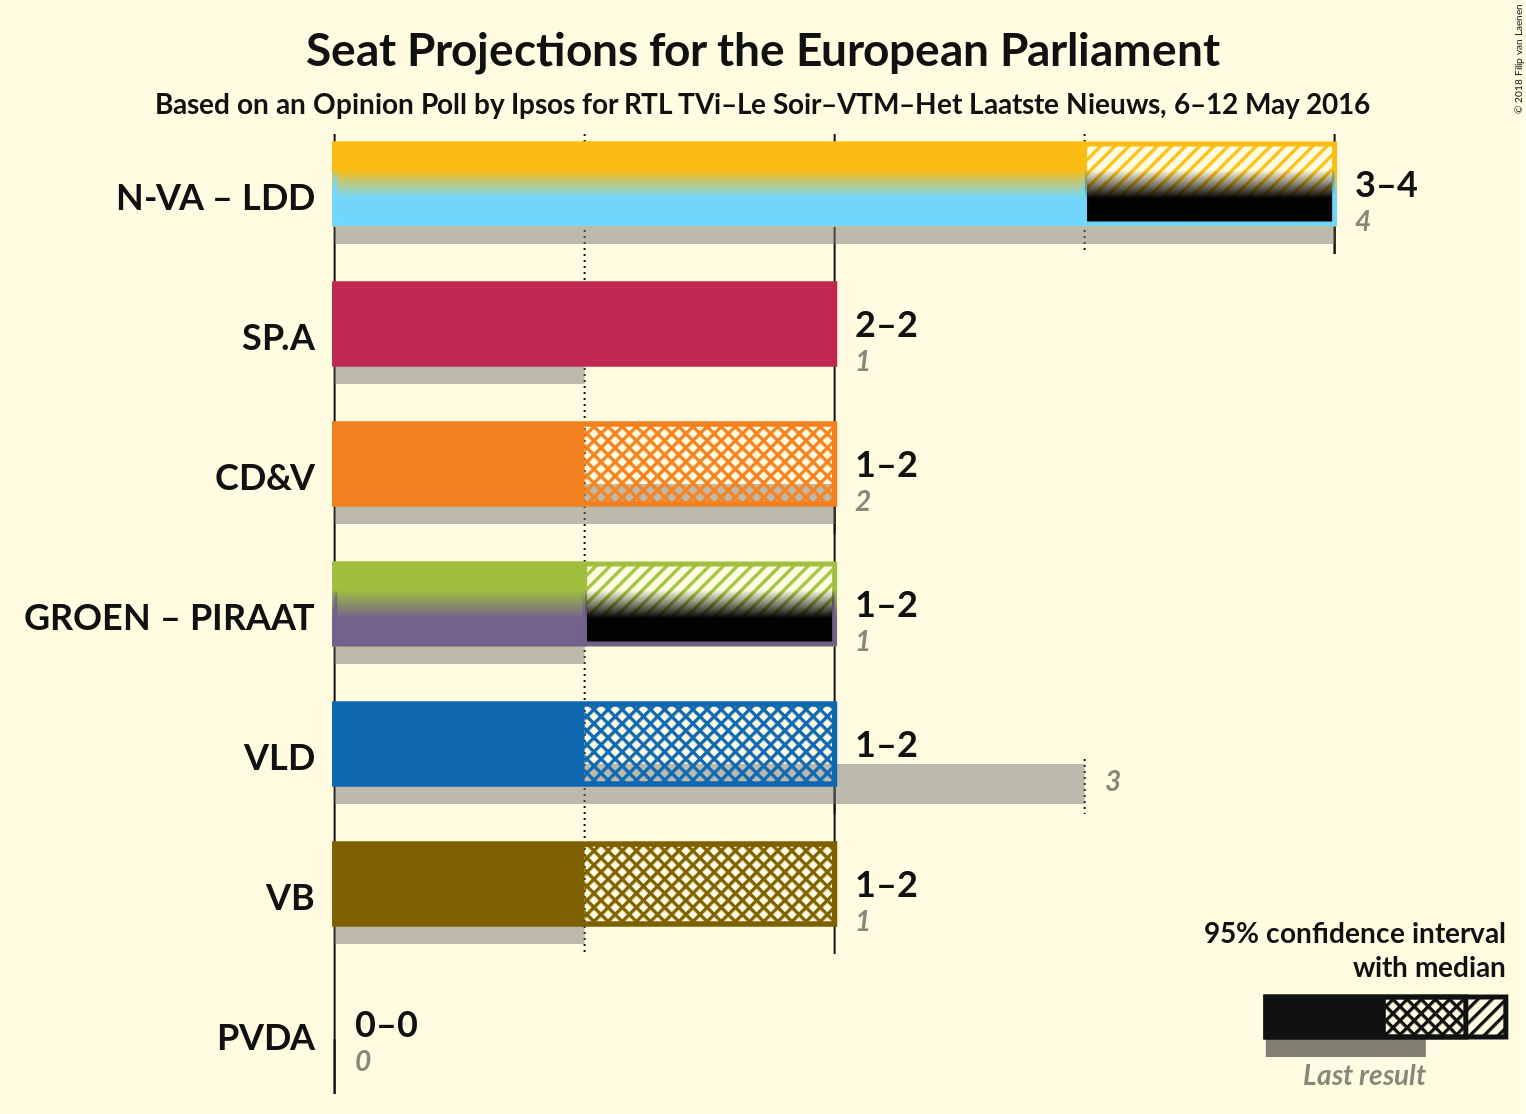 Seat Projections for the European Parliament
Based on an Opinion Poll by Ipsos for RTL TVi–Le Soir–VTM–Het Laatste Nieuws, 6–12 May 2016
© 2018 Filip van Laenen
N-VA – LDD
3–4
4
SP.A
2–2
1
CD&V
1–2
2
GROEN – PIRAAT
1–2
1
VLD
1–2
3
VB
1–2
1
PVDA
0–0
0
95% confidence interval
with median
Last result